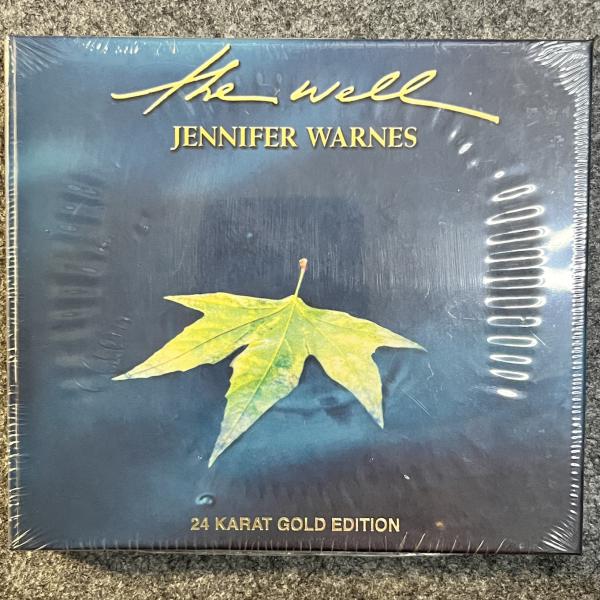 the well
JENNIFER WARNES
24 KARAT GOLD EDITION